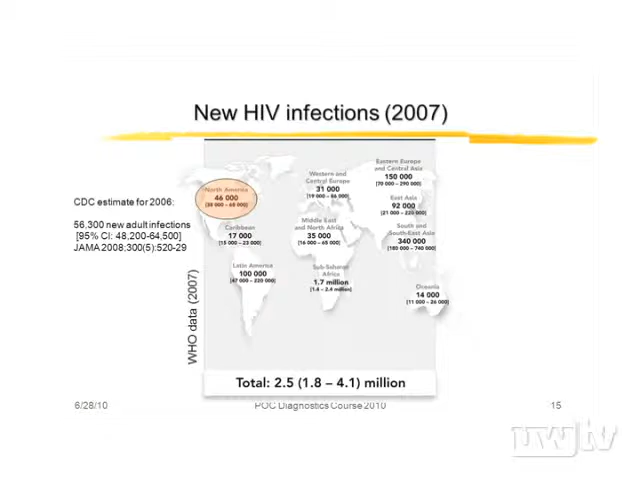 New HIV infections (2007)
CDC estimate for 2006:
56,300 new adult infections
[95% CI: 48,200-64,500]
JAMA 2008;300(5):520-29
WHO data (2007)
North America
46 000
Caribbean
17 000
(15 000 – 23 000)
Latin America
100 000
(47 000 – 220 000)
Western and
Central Europe
31 000
(19 000 – 86 000)
Middle East
and North Africa
35 000
(16 000 – 65 000)
Sub-Saharan
Africa
1.7 million
(1.4 – 2.4 million)
Eastern Europe
and Central Asia
150 000
(70 000 – 290 000)
East Asia
92 000
(21 000 – 220 000)
South and
South-East Asia
340 000
(180 000 – 740 000)
Oceania
14 000
(11 000 – 26 000)
Total: 2.5 (1.8 – 4.1) million
6/28/10
POC Diagnostics Course 2010
15
uwtv